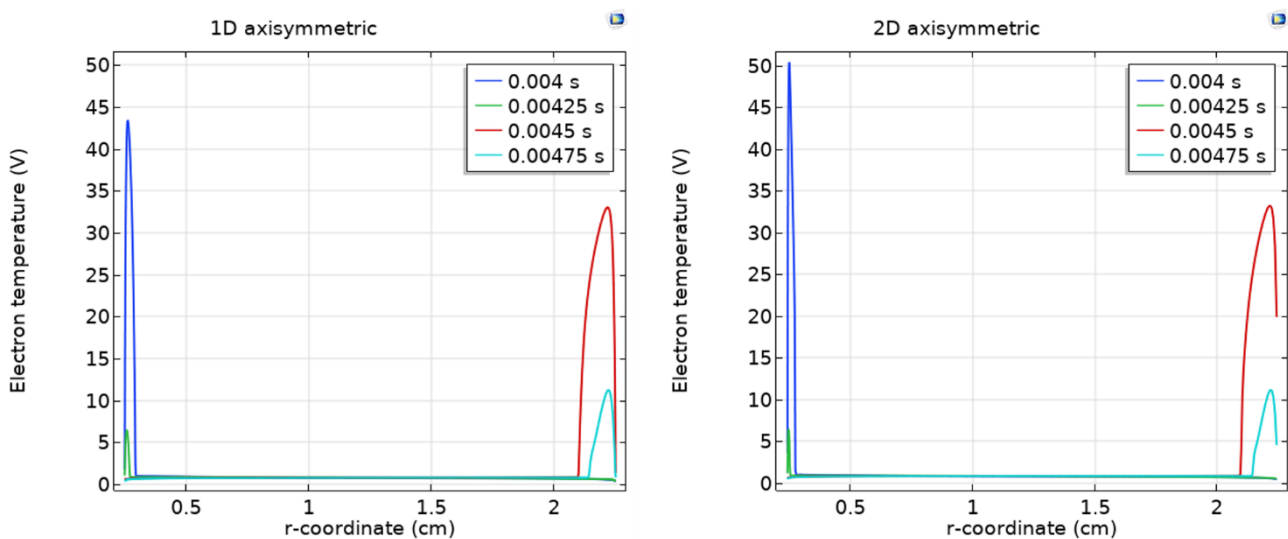 1D axisymmetric
50
45
40
35
30
25
20
15
10
5
0
Electron temperature (V)
0.004 s
0.00425 s
0.0045 s
0.00475 s
0.5
1
1.5
2
r-coordinate (cm)
2D axisymmetric
50
45
40
35
30
25
20
15
10
5
0
Electron temperature (V)
0.004 s
0.00425 s
0.0045 s
0.00475 s
0.5
1
1.5
2
r-coordinate (cm)